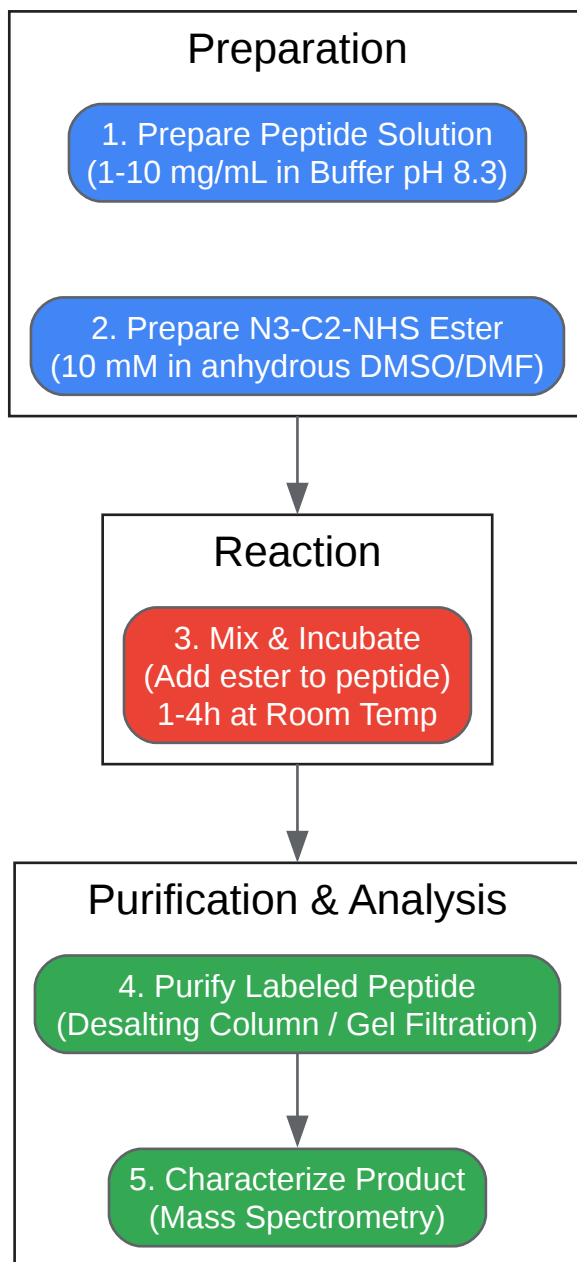 Preparation
1. Prepare Peptide Solution
(1-10 mg/mL in Buffer pH 8.3)
2. Prepare N3-C2-NHS Ester
(10 mM in anhydrous DMSO/DMF)
Reaction
3. Mix & Incubate
(Add ester to peptide)
1-4h at Room Temp
Purification & Analysis
4. Purify Labeled Peptide
(Desalting Column / Gel Filtration)
5. Characterize Product
(Mass Spectrometry)